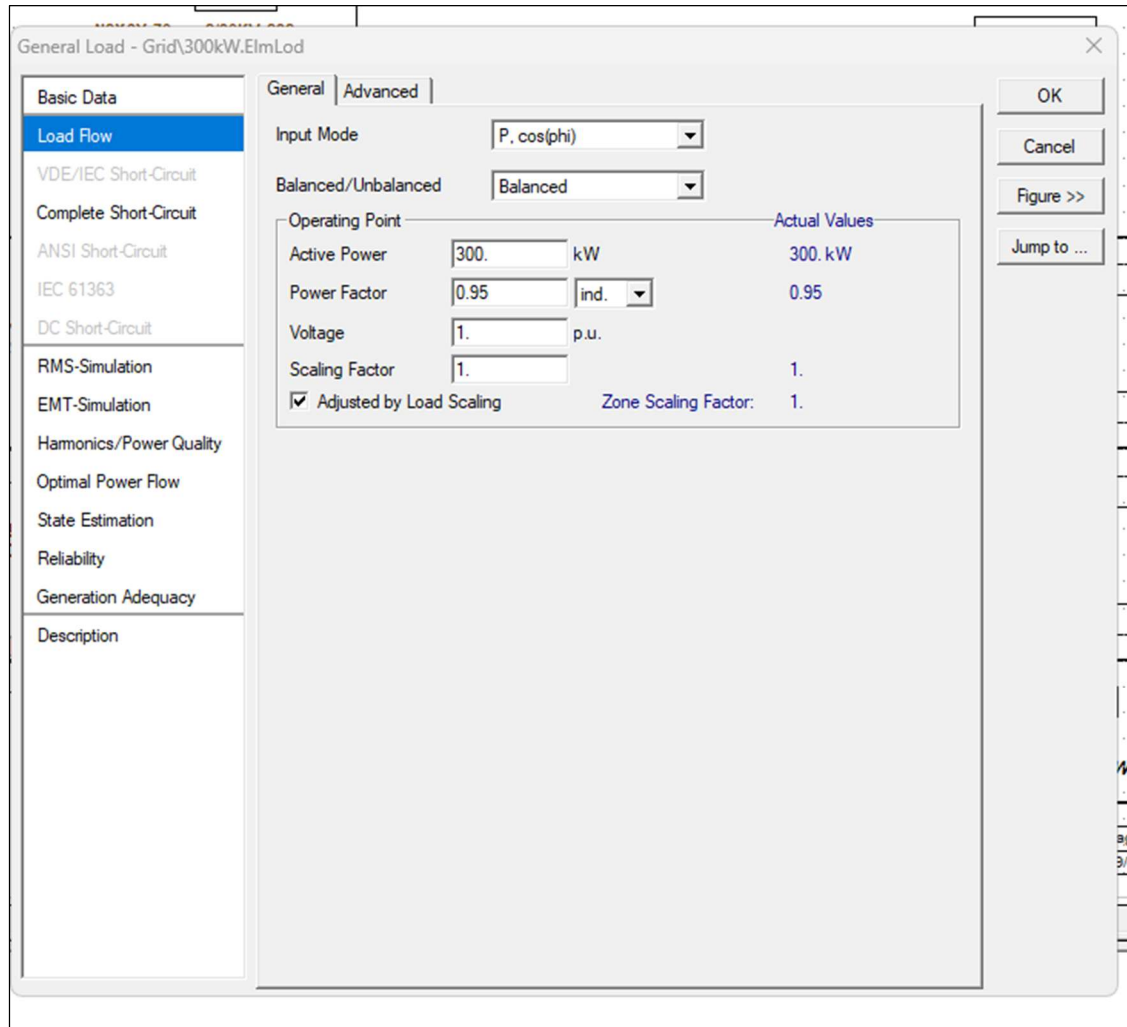 General Load - Grid\300kW.ElmLod
Basic Data
Load Flow
VDE/IEC Short-Circuit
Complete Short-Circuit
ANSI Short-Circuit
IEC 61363
DC Short-Circuit
RMS-Simulation
EMT-Simulation
Harmonics/Power Quality
Optimal Power Flow
State Estimation
Reliability
Generation Adequacy
Description
General Advanced
Input Mode P, cos(phi)
Balanced/Unbalanced Balanced
Operating Point Actual Values
Active Power 300. kW 300. kW
Power Factor 0.95 ind. 0.95
Voltage 1. p.u.
Scaling Factor 1. 1.
Adjusted by Load Scaling Zone Scaling Factor: 1.
OK
Cancel
Figure >>
Jump to ...